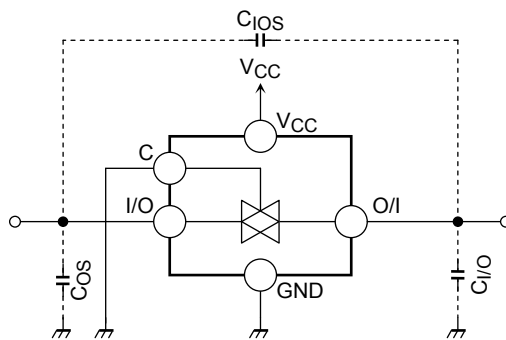 CIOS
VCC
VCC
C
I/O
O/I
COS
GND
CI/O